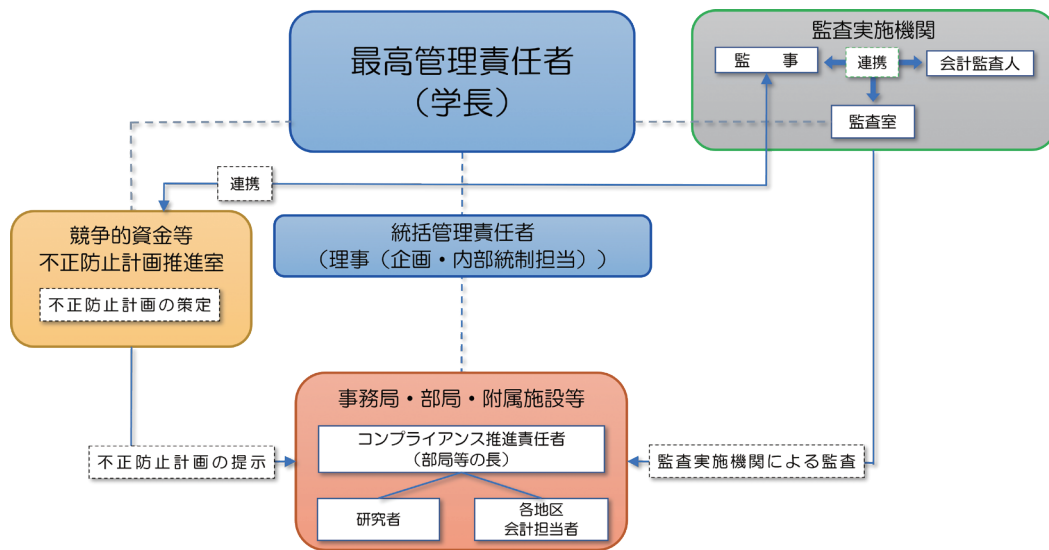 最高管理責任者
（学長）
監査実施機関
監　事
連携
会計監査人
監査室
連携
競争的資金等
不正防止計画推進室
不正防止計画の策定
統括管理責任者
（理事（企画・内部統制担当））
事務局・部局・附属施設等
コンプライアンス推進責任者
（部局等の長）
研究者
各地区
会計担当者
不正防止計画の提示
監査実施機関による監査